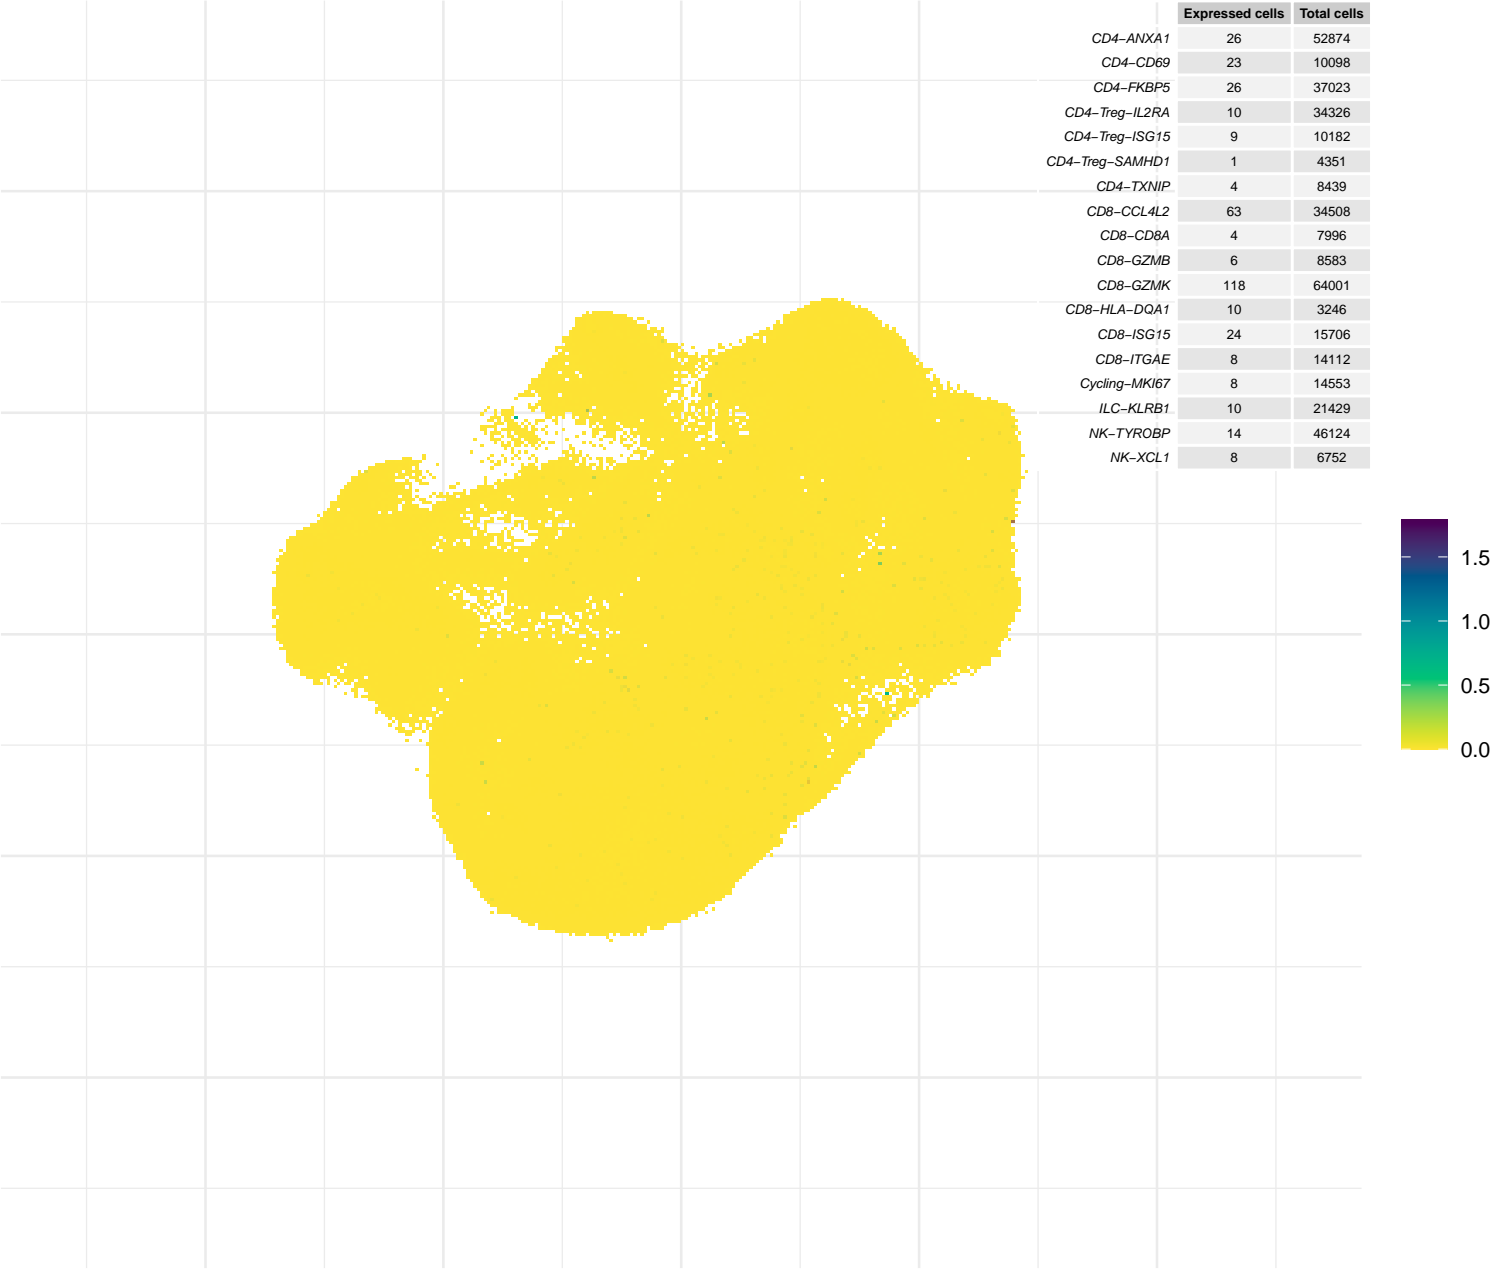 Expressed cells Total cells
CD4−ANXA1 26 52874
CD4−CD69 23 10098
CD4−FKBP5 26 37023
CD4−Treg−IL2RA 10 34326
CD4−Treg−ISG15 9 10182
CD4−Treg−SAMHD1 1 4351
CD4−TXNIP 4 8439
CD8−CCL4L2 63 34508
CD8−CD8A 4 7996
CD8−GZMB 6 8583
CD8−GZMK 118 64001
CD8−HLA−DQA1 10 3246
CD8−ISG15 24 15706
CD8−ITGAE 8 14112
Cycling−MKI67 8 14553
ILC−KLRB1 10 21429
NK−TYROBP 14 46124
NK−XCL1 8 6752
1.5
1.0
0.5
0.0